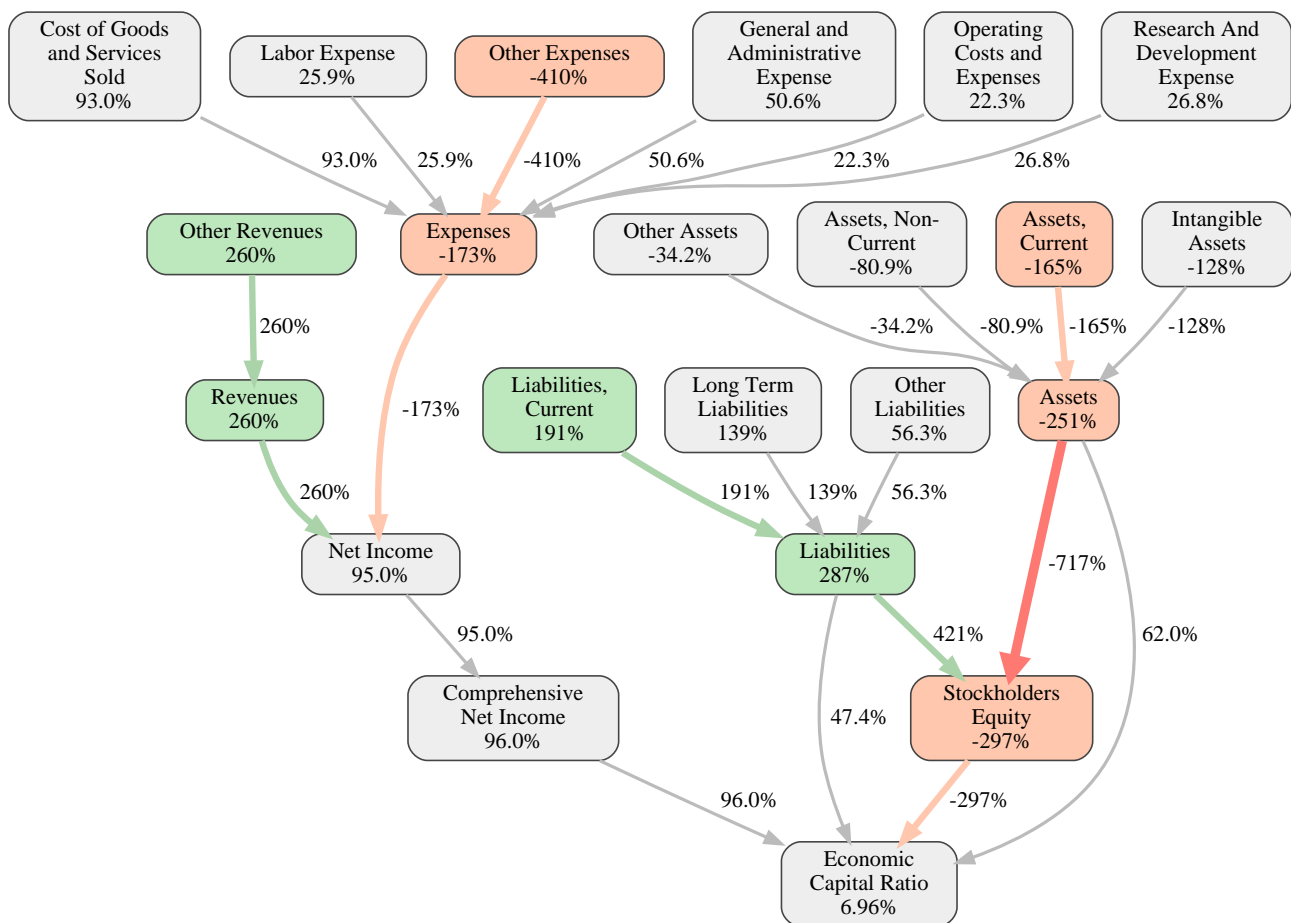 Cost of Goods
and Services
Sold
93.0%
Labor Expense
25.9%
Other Expenses
-410%
General and
Administrative
Expense
50.6%
Operating
Costs and
Expenses
22.3%
Research And
Development
Expense
26.8%
93.0%
25.9%
-410%
50.6%
22.3%
26.8%
Other Revenues
260%
Expenses
-173%
Other Assets
-34.2%
Assets, Non-
Current
-80.9%
Assets,
Current
-165%
Intangible
Assets
-128%
260%
-34.2%
-80.9%
-165%
-128%
Revenues
260%
-173%
Liabilities,
Current
191%
Long Term
Liabilities
139%
Other
Liabilities
56.3%
Assets
-251%
260%
191%
139%
56.3%
Net Income
95.0%
Liabilities
287%
-717%
95.0%
421%
62.0%
Comprehensive
Net Income
96.0%
47.4%
Stockholders
Equity
-297%
96.0%
-297%
Economic
Capital Ratio
6.96%